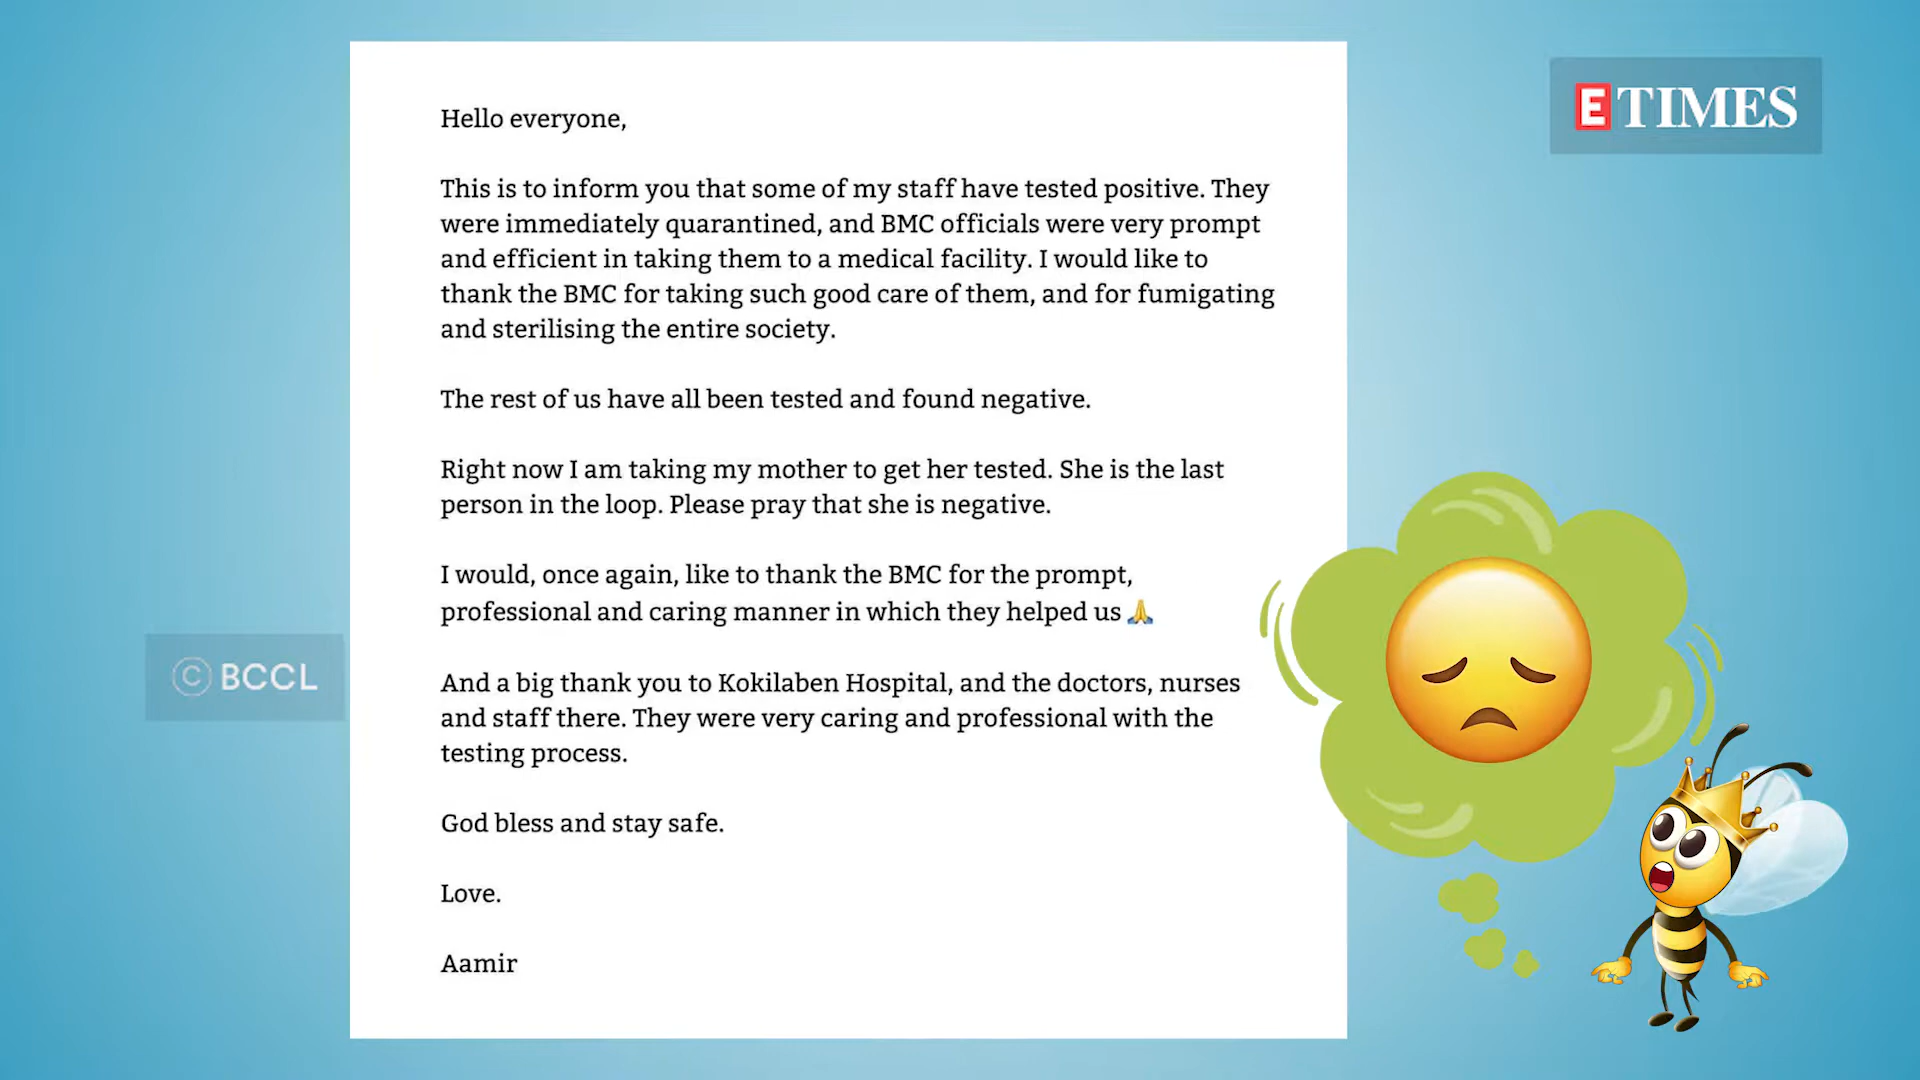 Hello everyone,
This is to inform you that some of my staff have tested positive. They
were immediately quarantined, and BMC officials were very prompt
and efficient in taking them to a medical facility. I would like to
thank the BMC for taking such good care of them, and for fumigating
and sterilising the entire society.
The rest of us have all been tested and found negative.
Right now I am taking my mother to get her tested. She is the last
person in the loop. Please pray that she is negative.
I would, once again, like to thank the BMC for the prompt,
professional and caring manner in which they helped us 🙏
And a big thank you to Kokilaben Hospital, and the doctors, nurses
and staff there. They were very caring and professional with the
testing process.
God bless and stay safe.
Love.
Aamir
E TIMES
© BCCL